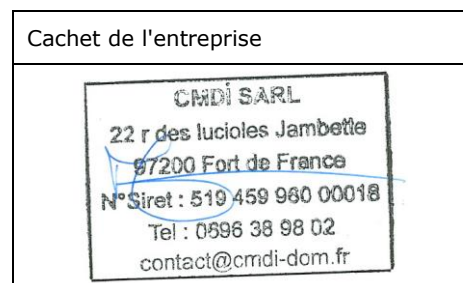 Cachet de l'entreprise
CMDI SARL
22 r des lucioles Jambette
97200 Fort de France
N°Siret : 519 459 960 00018
Tel : 0696 38 98 02
contact@cmdi-dom.fr